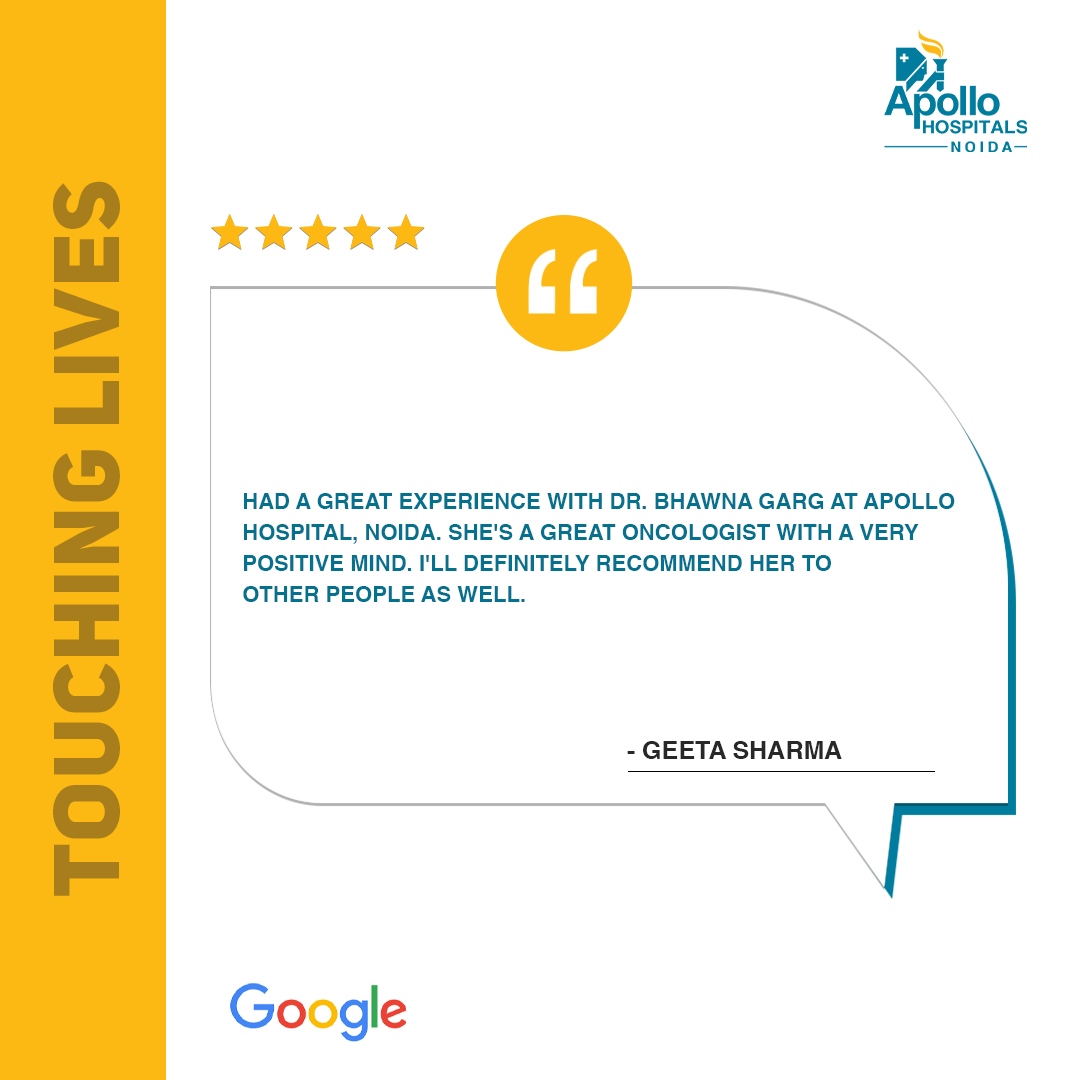 TOUCHING LIVES
Apollo
HOSPITALS
NOIDA
HAD A GREAT EXPERIENCE WITH DR. BHAWNA GARG AT APOLLO
HOSPITAL, NOIDA. SHE'S A GREAT ONCOLOGIST WITH A VERY
POSITIVE MIND. I'LL DEFINITELY RECOMMEND HER TO
OTHER PEOPLE AS WELL.
- GEETA SHARMA
Google